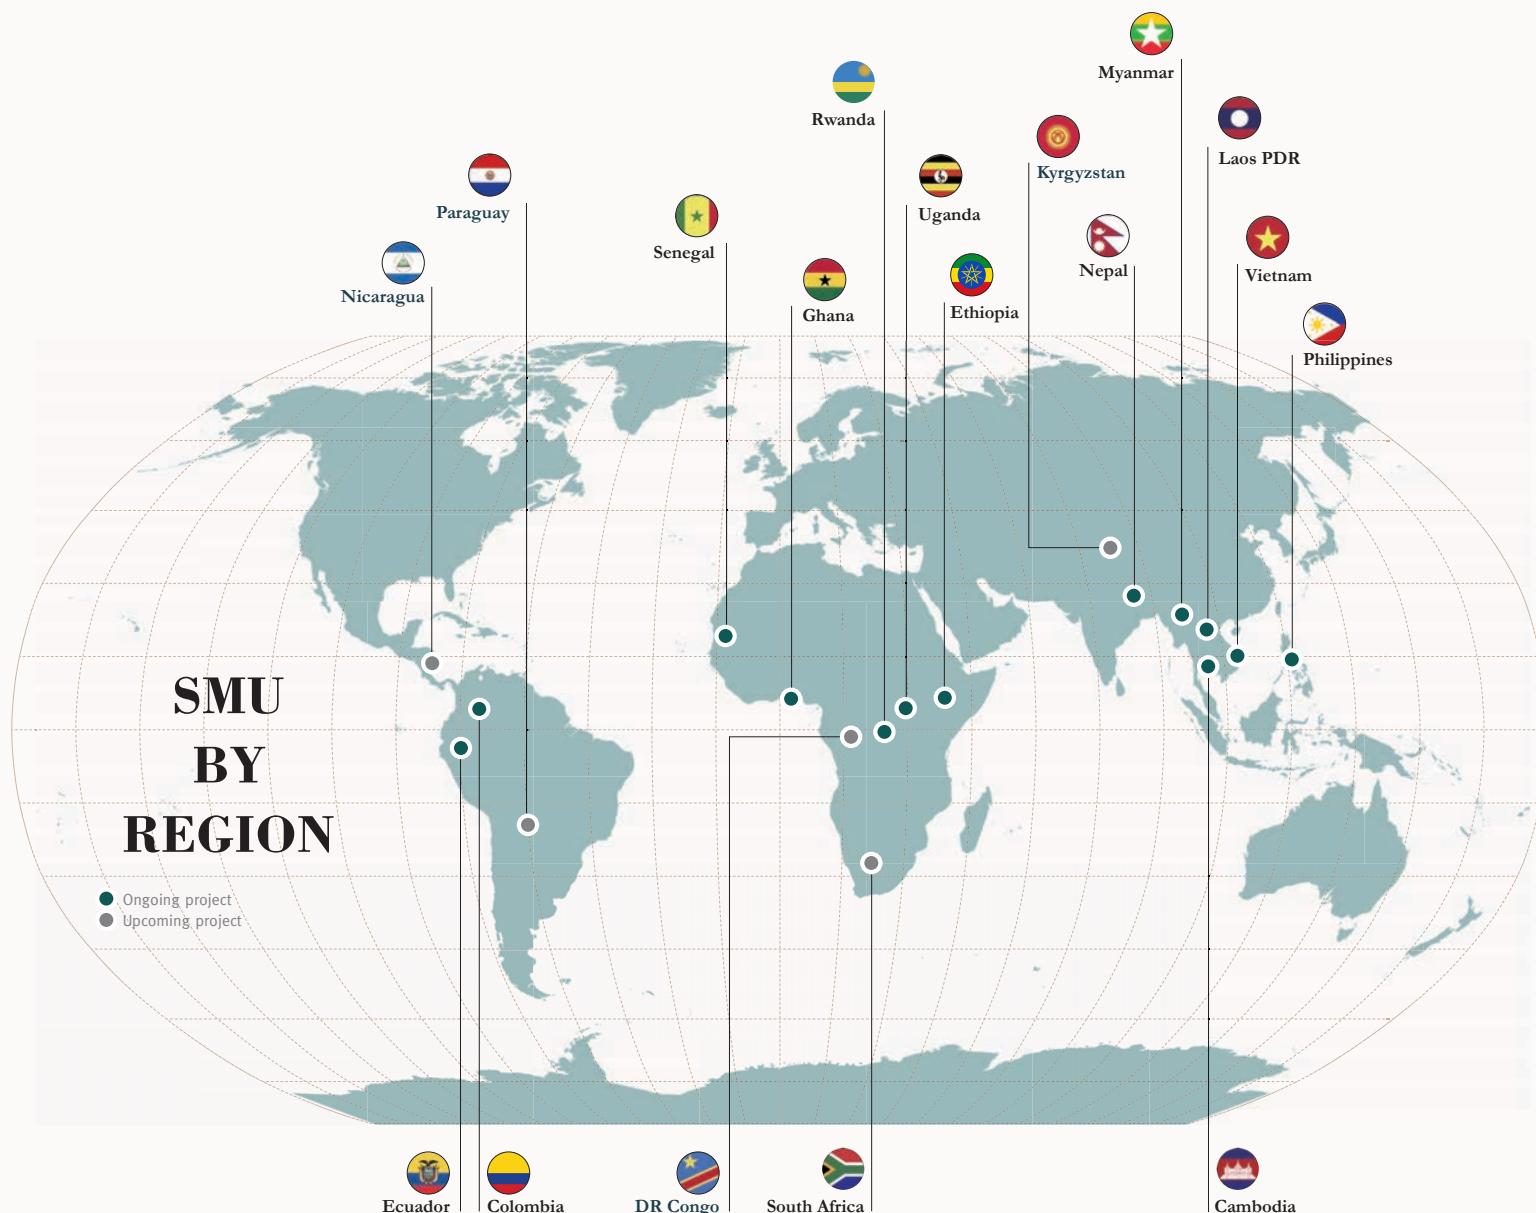 Myanmar
Rwanda
Laos PDR
Kyrgyzstan
Paraguay
Uganda
Senegal
Nepal
Vietnam
Nicaragua
Ghana
Ethiopia
Philippines
SMU
BY
REGION
Ongoing project
Upcoming project
Ecuador
Colombia
DR Congo
South Africa
Cambodia